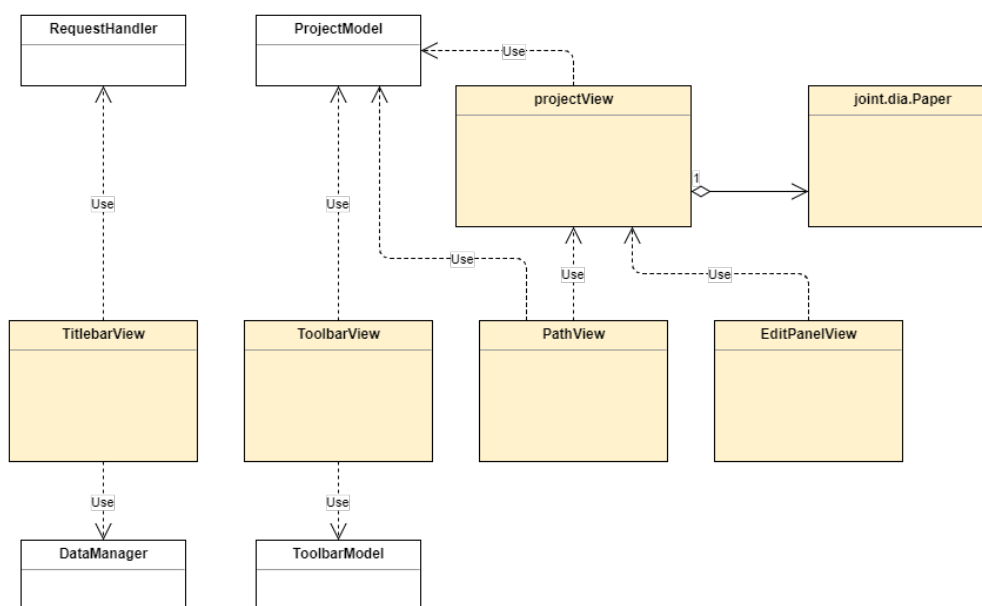 RequestHandler
ProjectModel
Use
projectView
joint.dia.Paper
1
Use
Use
Use
Use
Use
TitlebarView
ToolbarView
PathView
EditPanelView
Use
Use
DataManager
ToolbarModel